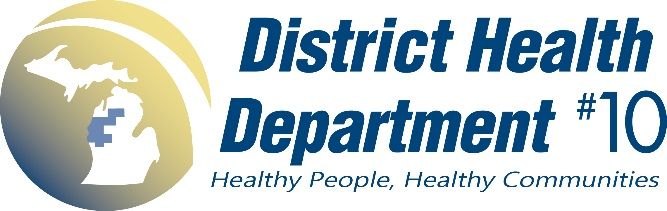 District Health
Department #10
Healthy People, Healthy Communities